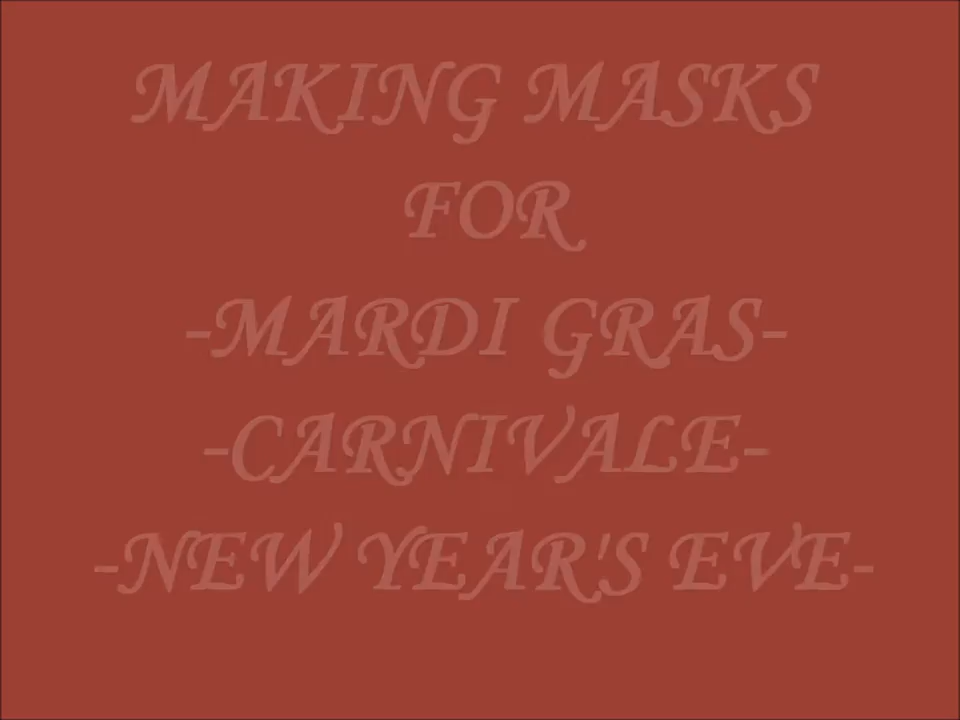 MAKING MASKS
FOR
-MARDI GRAS-
-CARNIVALE-
-NEW YEAR'S EVE-